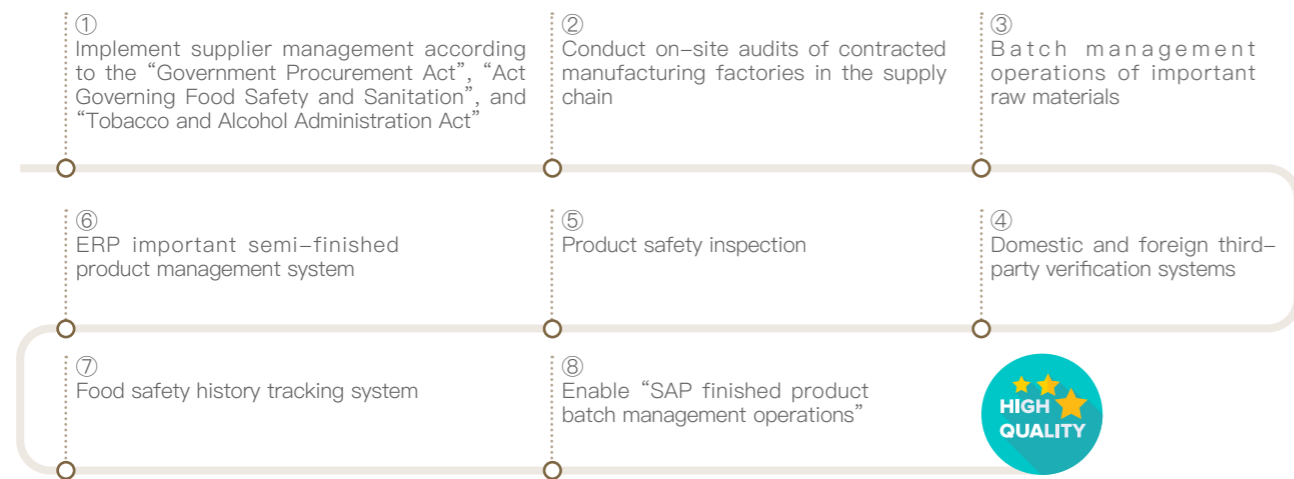 ①
Implement supplier management according
to the “Government Procurement Act”, “Act
Governing Food Safety and Sanitation”, and
“Tobacco and Alcohol Administration Act”
②
Conduct on–site audits of contracted
manufacturing factories in the supply
chain
③
Batch management
operations of important
raw materials
④
Domestic and foreign third–
party verification systems
⑤
Product safety inspection
⑥
ERP important semi–finished
product management system
⑦
Food safety history tracking system
⑧
Enable “SAP finished product
batch management operations”
HIGH
QUALITY